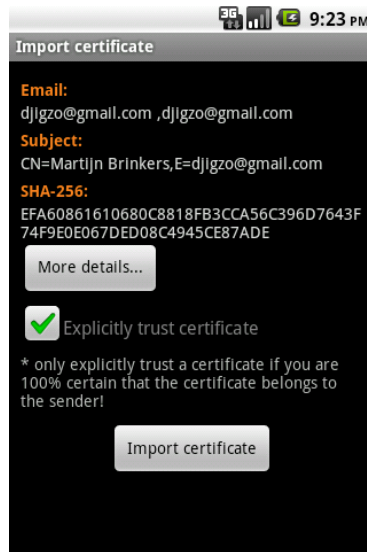 3G 9:23 PM
Import certificate
Email:
djigzo@gmail.com ,djigzo@gmail.com
Subject:
CN=Martijn Brinkers,E=djigzo@gmail.com
SHA-256:
EFA60861610680C8818FB3CCA56C396D7643F
74F9E0E067DED08C4945CE87ADE
More details...
Explicitly trust certificate
* only explicitly trust a certificate if you are
100% certain that the certificate belongs to
the sender!
Import certificate